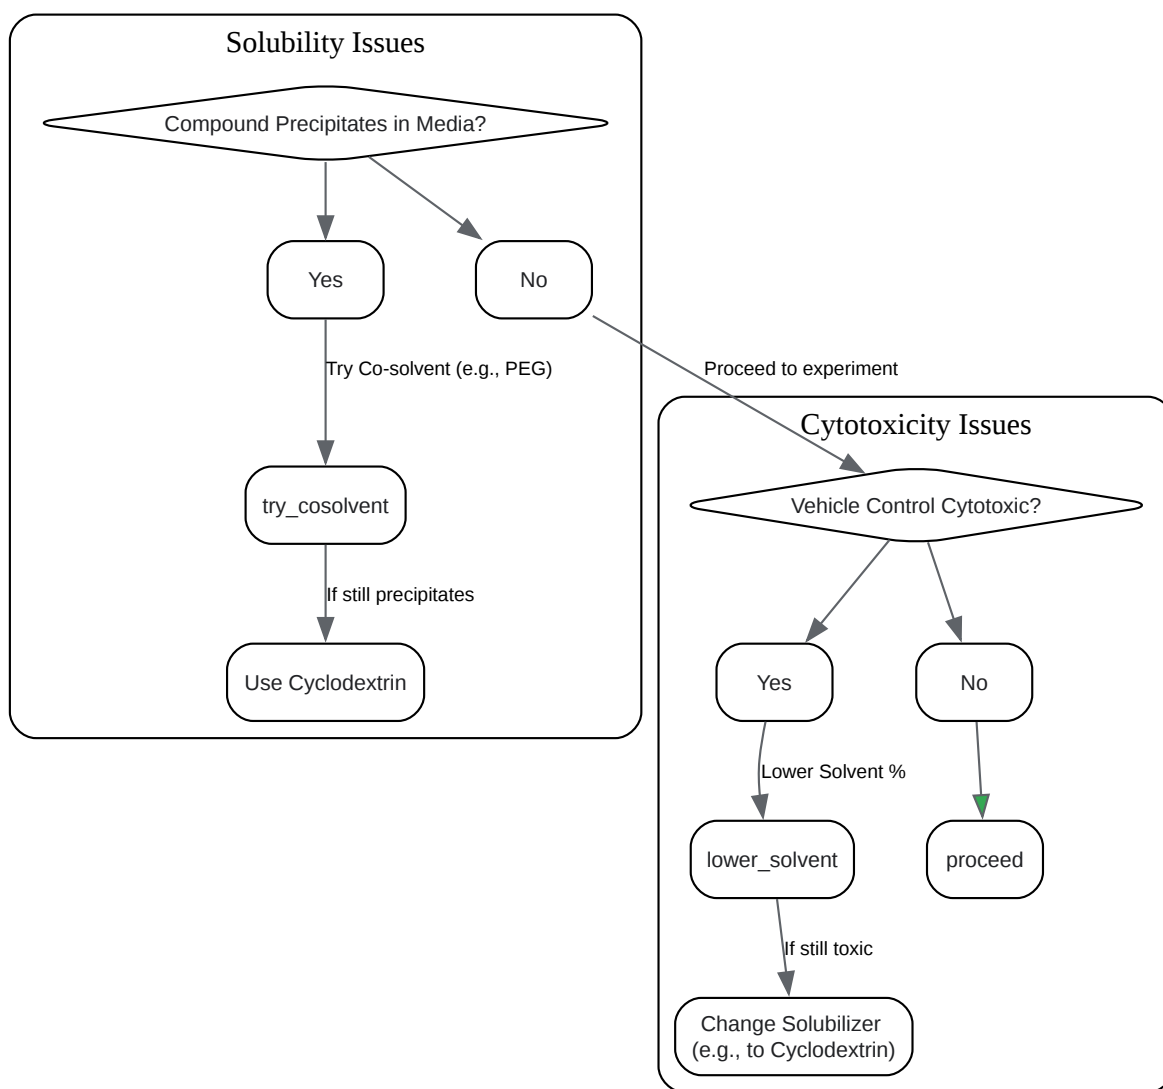 Solubility Issues
Compound Precipitates in Media?
Yes
No
Try Co-solvent (e.g., PEG)
Proceed to experiment
try_cosolvent
If still precipitates
Use Cyclodextrin
Cytotoxicity Issues
Vehicle Control Cytotoxic?
Yes
No
Lower Solvent %
lower_solvent
proceed
If still toxic
Change Solubilizer
(e.g., to Cyclodextrin)